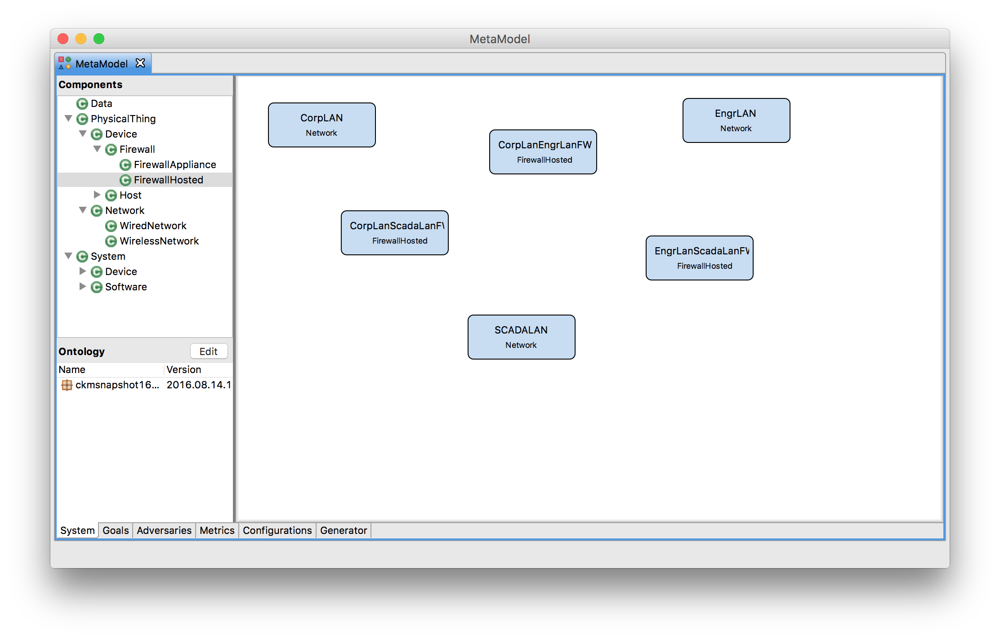 MetaModel
MetaModel
Components
Data
PhysicalThing
Device
Firewall
FirewallAppliance
FirewallHosted
Host
Network
WiredNetwork
WirelessNetwork
System
Device
Software
Ontology
Edit
Name Version
ckmsnapshot16... 2016.08.14.1
CorpLAN
Network
EngrLAN
Network
CorpLanEngrLanFW
FirewallHosted
CorpLanScadaLanFW
FirewallHosted
EngrLanScadaLanFW
FirewallHosted
SCADALAN
Network
System Goals Adversaries Metrics Configurations Generator